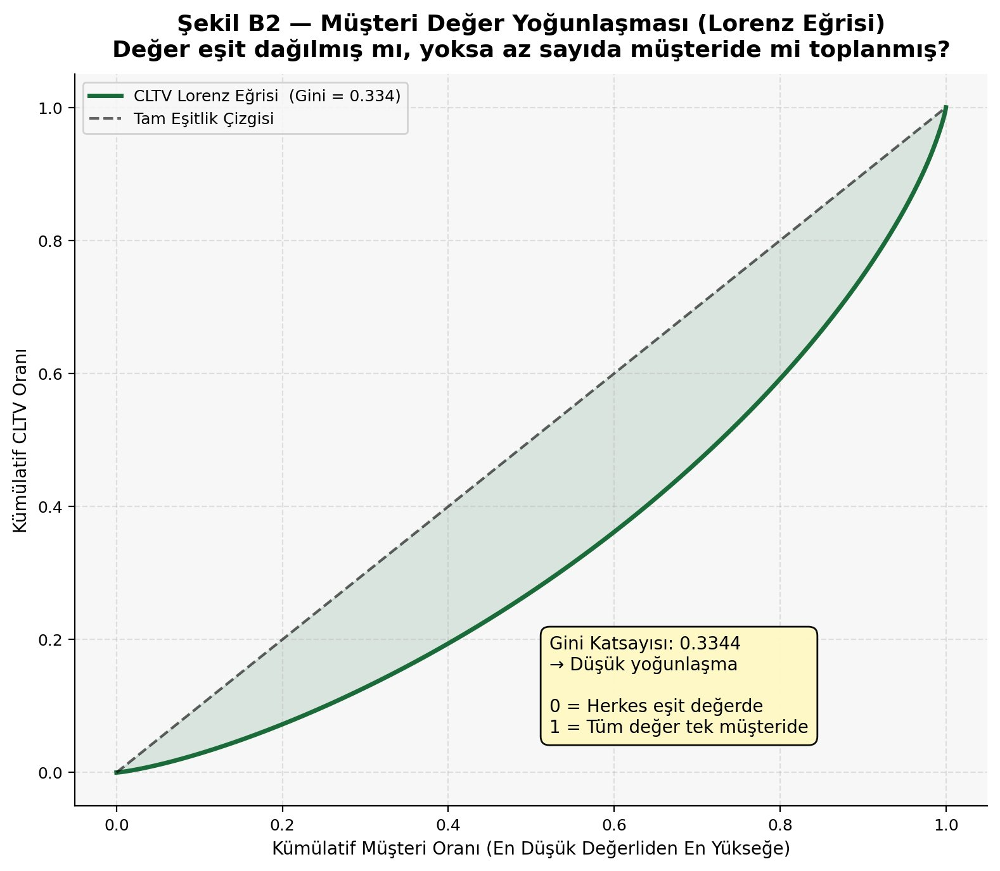 Şekil B2 — Müşteri Değer Yoğunlaşması (Lorenz Eğrisi)
Değer eşit dağılmış mı, yoksa az sayıda müşteride mi toplanmış?
CLTV Lorenz Eğrisi (Gini = 0.334)
Tam Eşitlik Çizgisi
Kümülatif CLTV Oranı
1.0
0.8
0.6
0.4
0.2
0.0
Gini Katsayısı: 0.3344
→ Düşük yoğunlaşma
0 = Herkes eşit değerde
1 = Tüm değer tek müşteride
0.0 0.2 0.4 0.6 0.8 1.0
Kümülatif Müşteri Oranı (En Düşük Değerliden En Yükseğe)